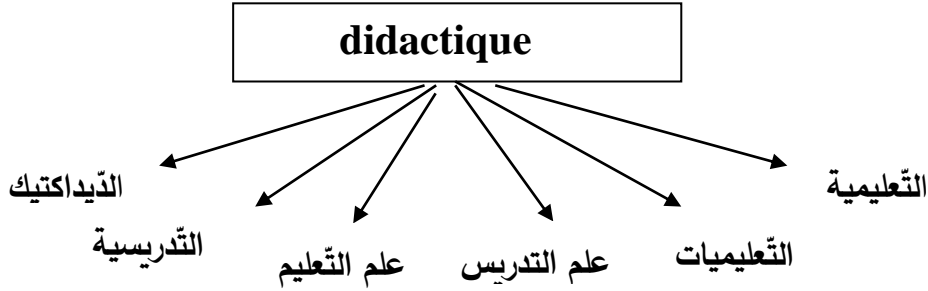 didactique
التّعليمية
التّعليميات
علم التدريس
علم التّعليم
التّدريسية
الدّيداكتيك